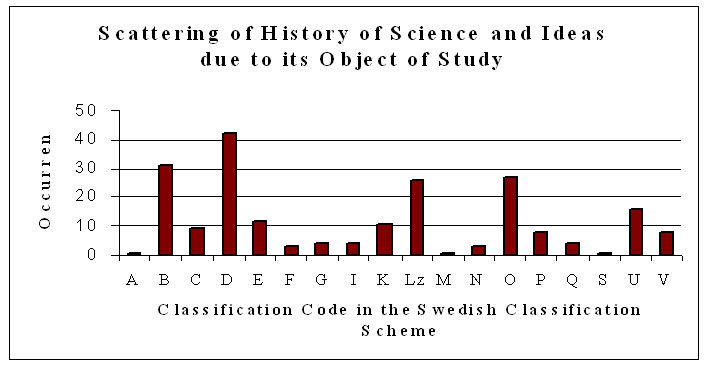 Scattering of History of Science and Ideas
due to its Object of Study
50
40
30
20
10
0
Occurren
A B C D E F G I K Lz M N O P Q S U V
Classification Code in the Swedish Classification
Scheme